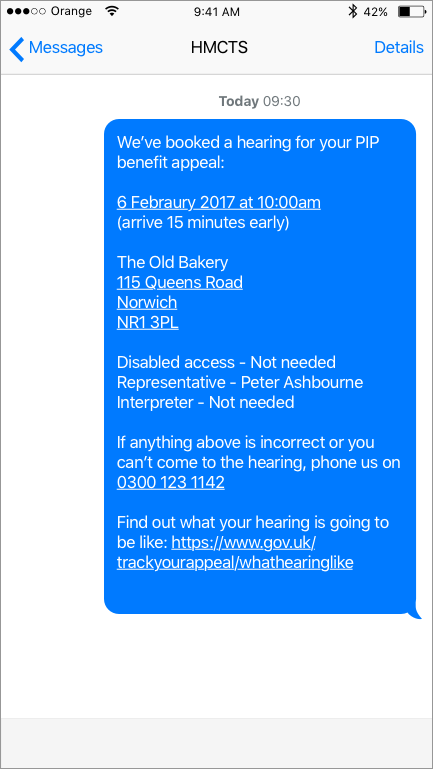 Orange 9:41 AM 42%
Messages HMCTS Details
Today 09:30
We’ve booked a hearing for your PIP
benefit appeal:
6 Febraury 2017 at 10:00am
(arrive 15 minutes early)
The Old Bakery
115 Queens Road
Norwich
NR1 3PL
Disabled access - Not needed
Representative - Peter Ashbourne
Interpreter - Not needed
If anything above is incorrect or you
can’t come to the hearing, phone us on
0300 123 1142
Find out what your hearing is going to
be like: https://www.gov.uk/
trackyourappeal/whathearinglike